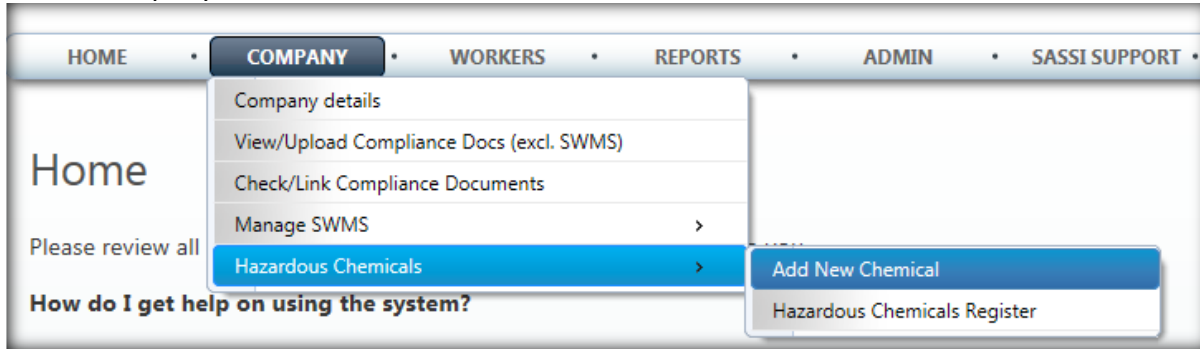 HOME • COMPANY • WORKERS • REPORTS • ADMIN • SASSI SUPPORT •
Company details
View/Upload Compliance Docs (excl. SWMS)
Home
Check/Link Compliance Documents
Manage SWMS >
Please review all
Hazardous Chemicals >
Add New Chemical
How do I get help on using the system?
Hazardous Chemicals Register